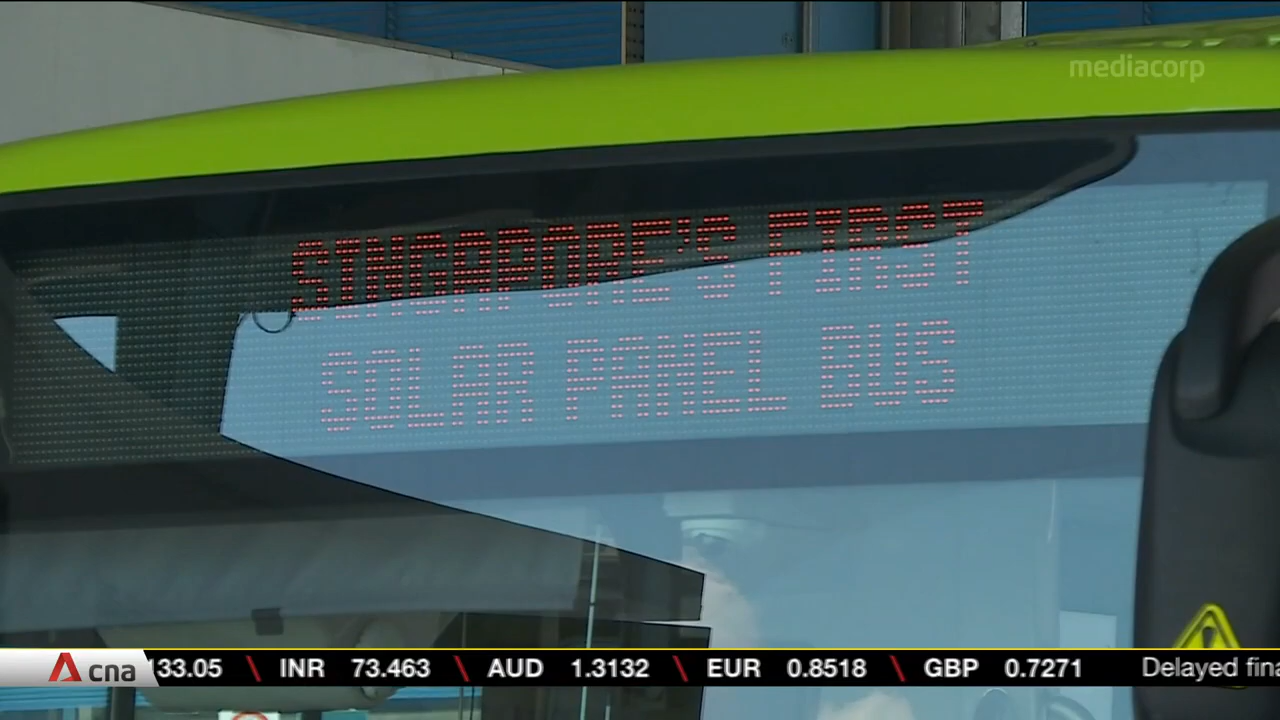 mediacorp
SINGAPORE'S FIRST
SOLAR PANEL BUS
cna 133.05 \ INR 73.463 \ AUD 1.3132 \ EUR 0.8518 \ GBP 0.7271 Delayed fina